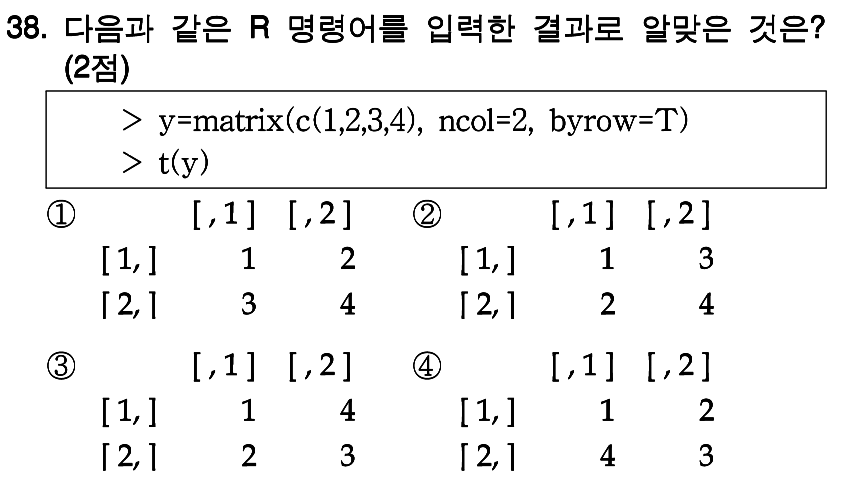 38. 다음과 같은 R 명령어를 입력한 결과로 알맞은 것은?
(2점)
> y=matrix(c(1,2,3,4), ncol=2, byrow=T)
> t(y)
① [,1] [,2] ② [,1] [,2]
[1,] 1 2 [1,] 1 3
[2,] 3 4 [2,] 2 4
③ [,1] [,2] ④ [,1] [,2]
[1,] 1 4 [1,] 1 2
[2,] 2 3 [2,] 4 3